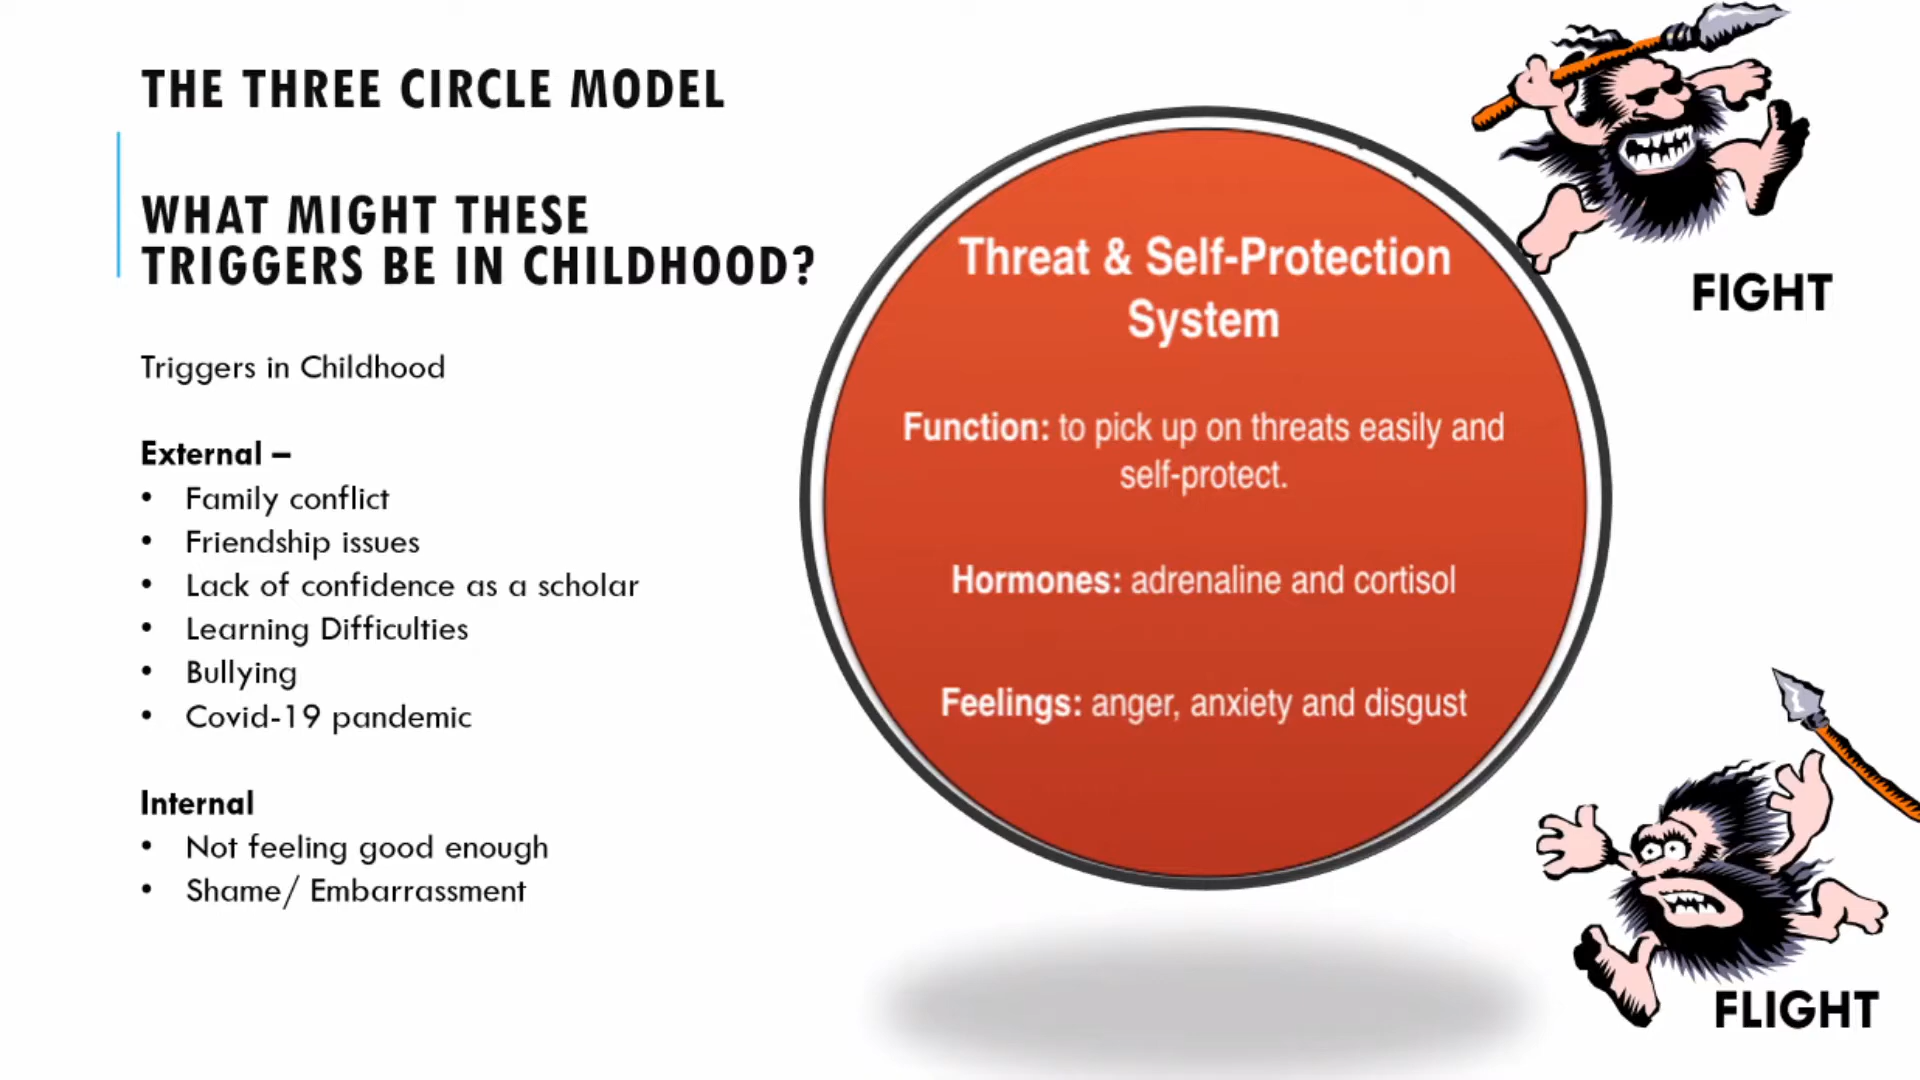 THE THREE CIRCLE MODEL
WHAT MIGHT THESE
TRIGGERS BE IN CHILDHOOD?
Triggers in Childhood
External –
• Family conflict
• Friendship issues
• Lack of confidence as a scholar
• Learning Difficulties
• Bullying
• Covid-19 pandemic
Internal
• Not feeling good enough
• Shame/ Embarrassment
Threat & Self-Protection
System
Function: to pick up on threats easily and
self-protect.
Hormones: adrenaline and cortisol
Feelings: anger, anxiety and disgust
FIGHT
FLIGHT